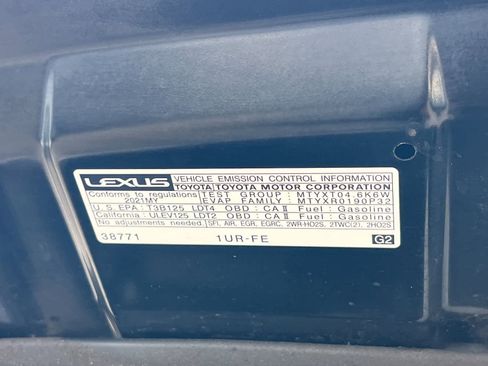 LEXUS VEHICLE EMISSION CONTROL INFORMATION
TOYOTA TOYOTA MOTOR CORPORATION
Conforms to regulations TEST GROUP : MTYXT04.6K6W
2021MY EVAP FAMILY : MTYXR0190P32
U.S. EPA : T3B125 LDT4 OBD : CA II Fuel : Gasoline
California: ULEV125 LDT2 OBD : CA II Fuel : Gasoline
No adjustments needed. SFI, AIR, EGR, EGRC, 2WR-HO2S, 2TWC(2), 2HO2S
38771 1UR-FE G2